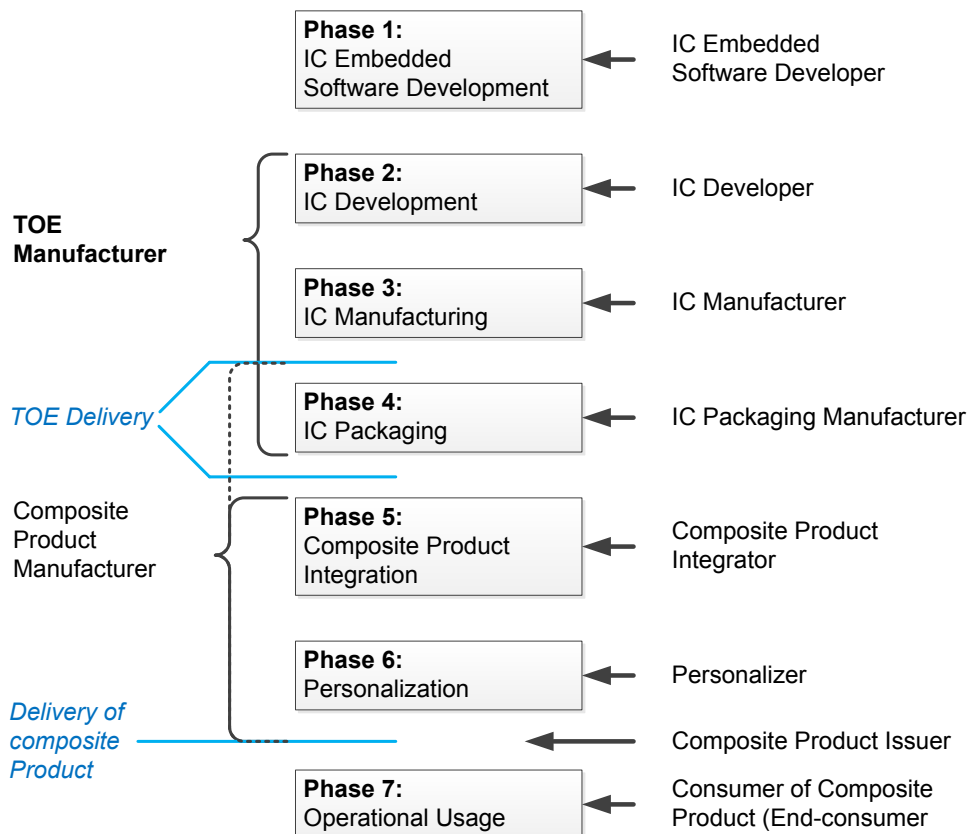 Phase 1:
IC Embedded
Software Development
IC Embedded
Software Developer
Phase 2:
IC Development
IC Developer
TOE
Manufacturer
Phase 3:
IC Manufacturing
IC Manufacturer
TOE Delivery
Phase 4:
IC Packaging
IC Packaging Manufacturer
Composite
Product
Manufacturer
Phase 5:
Composite Product
Integration
Composite Product
Integrator
Phase 6:
Personalization
Personalizer
Delivery of
composite
Product
Composite Product Issuer
Phase 7:
Operational Usage
Consumer of Composite
Product (End-consumer